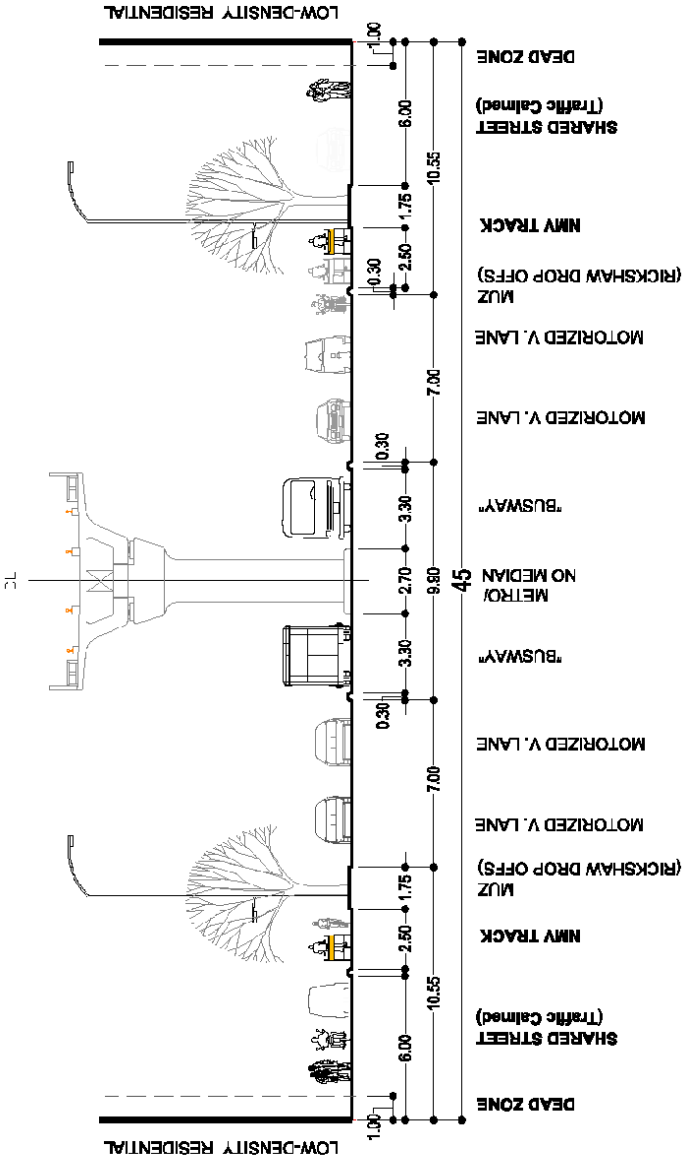 LOW-DENSITY RESIDENTIAL
DEAD ZONE
SHARED STREET
(Traffic Calmed)
NMV TRACK
MUZ
(RICKSHAW DROP OFFS)
MOTORIZED V. LANE
MOTORIZED V. LANE
"BUSWAY"
METRO/
NO MEDIAN
"BUSWAY"
MOTORIZED V. LANE
MOTORIZED V. LANE
MUZ
(RICKSHAW DROP OFFS)
NMV TRACK
SHARED STREET
(Traffic Calmed)
DEAD ZONE
LOW-DENSITY RESIDENTIAL
1.00
6.00
1.75
2.50
0.30
10.55
7.00
0.30
3.30
2.70
3.30
9.90
45
0.30
7.00
1.75
2.50
6.00
10.55
1.00
CL